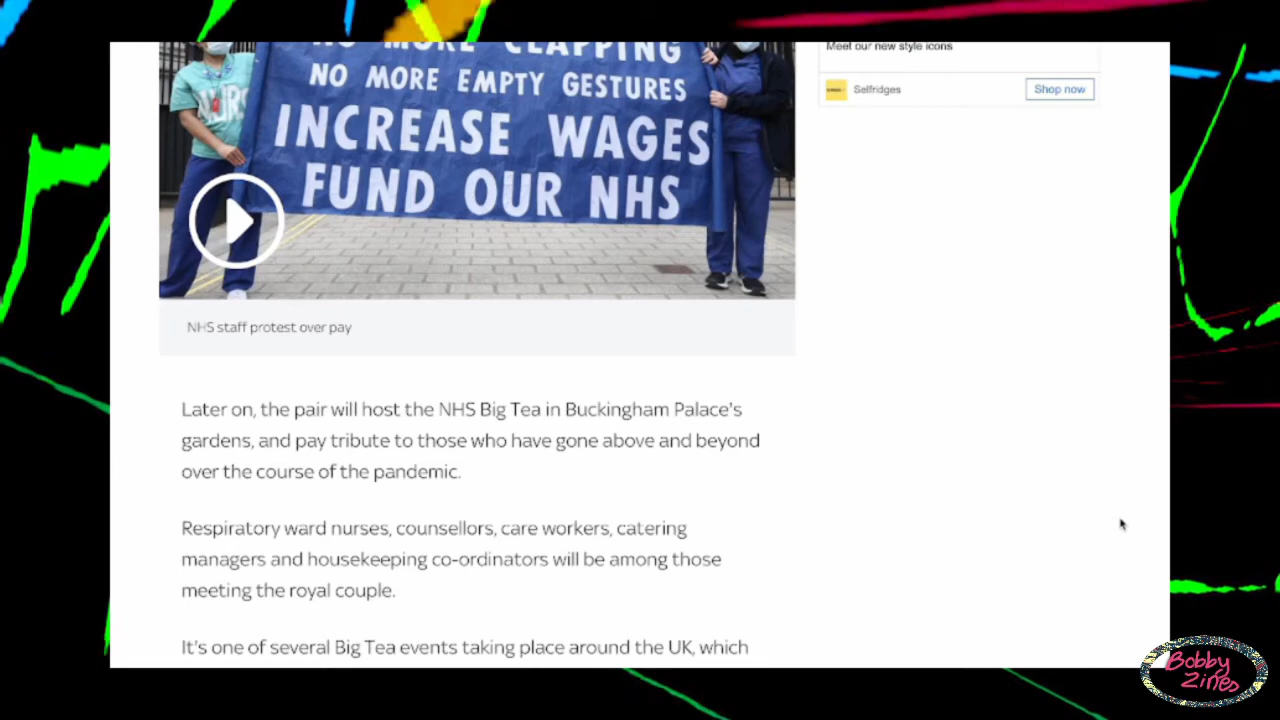 NO MORE CLAPPING
NO MORE EMPTY GESTURES
INCREASE WAGES
FUND OUR NHS
NHS staff protest over pay
Later on, the pair will host the NHS Big Tea in Buckingham Palace's
gardens, and pay tribute to those who have gone above and beyond
over the course of the pandemic.
Respiratory ward nurses, counsellors, care workers, catering
managers and housekeeping co-ordinators will be among those
meeting the royal couple.
It's one of several Big Tea events taking place around the UK, which
Meet our new style icons
Selfridges
Shop now
Bobby
Zines